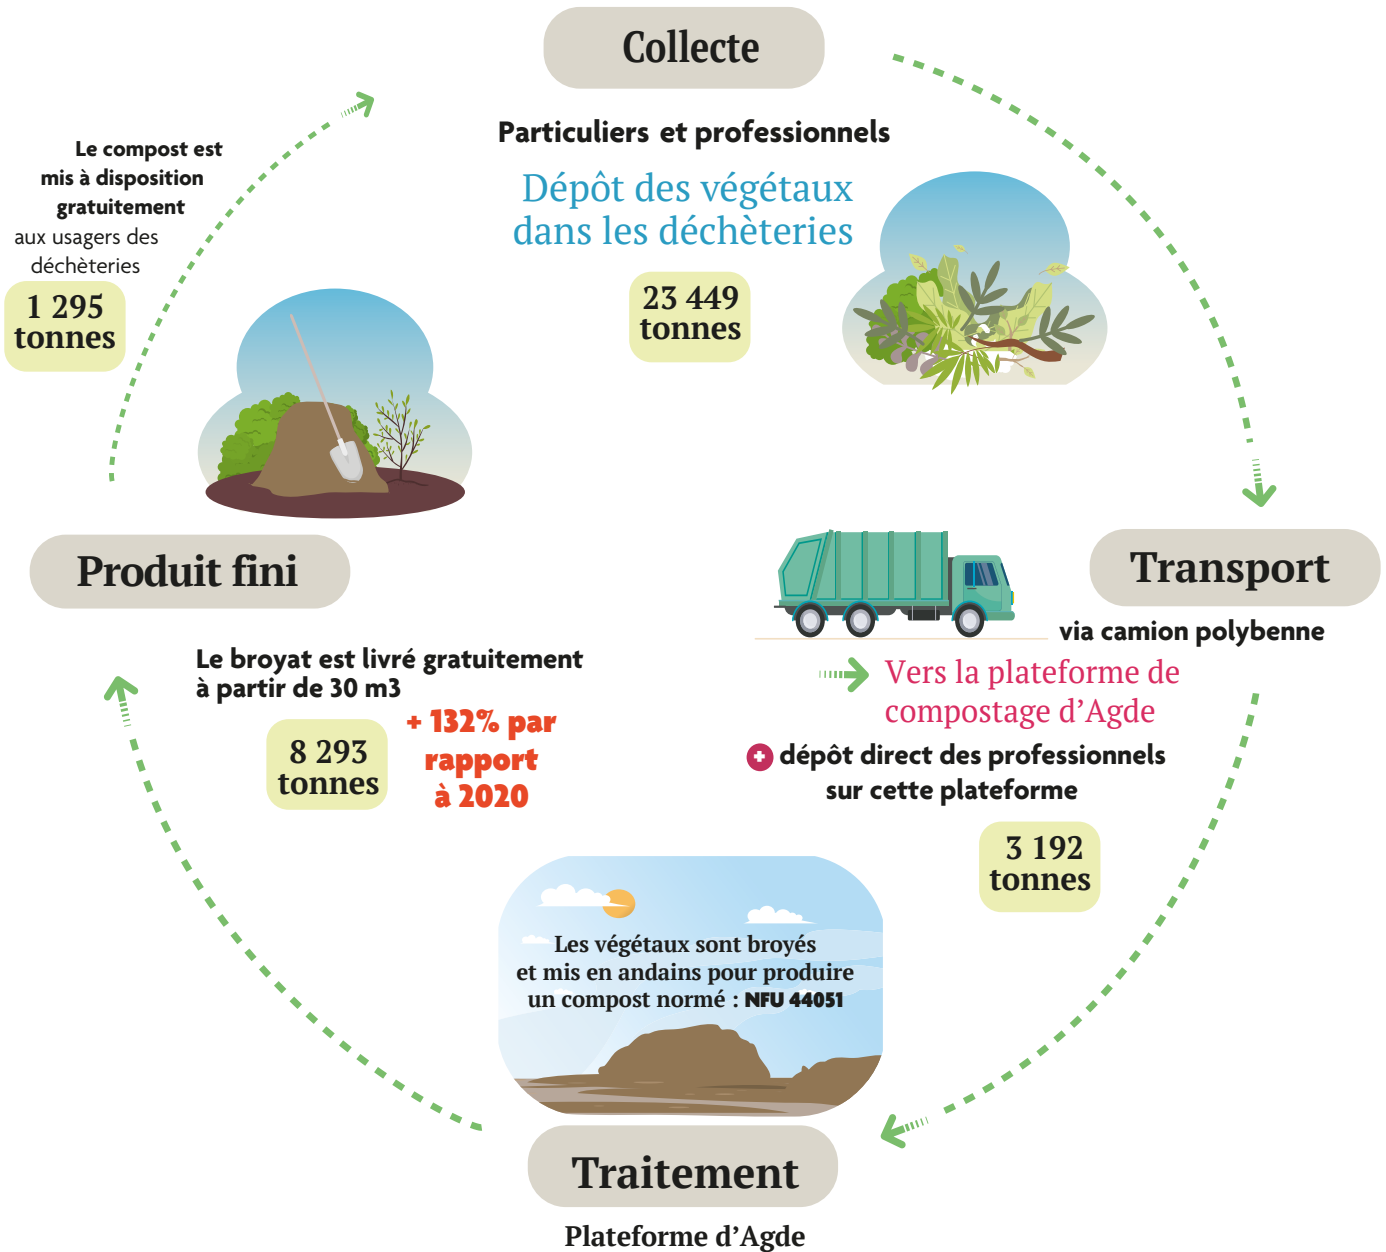 Collecte
Particuliers et professionnels
Dépôt des végétaux
dans les déchèteries
23 449
tonnes
Transport
via camion polybenne
Vers la plateforme de
compostage d’Agde
+ dépôt direct des professionnels
sur cette plateforme
3 192
tonnes
Les végétaux sont broyés
et mis en andains pour produire
un compost normé : NFU 44051
Traitement
Plateforme d’Agde
Produit fini
Le broyat est livré gratuitement
à partir de 30 m3
8 293
tonnes
+ 132% par
rapport
à 2020
Le compost est
mis à disposition
gratuitement
aux usagers des
déchèteries
1 295
tonnes